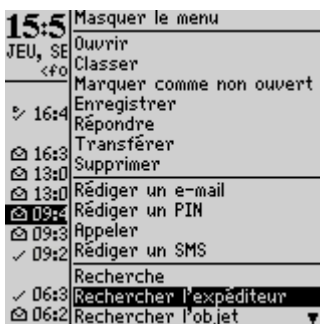 15:5
JEU, SE
<fo
16:4
16:3
13:0
13:0
09:4
09:3
09:2
06:3
06:2
Masquer le menu
Ouvrir
Classer
Marquer comme non ouvert
Enregistrer
Répondre
Transférer
Supprimer
Rédiger un e-mail
Rédiger un PIN
Appeler
Rédiger un SMS
Recherche
Rechercher l'expéditeur
Rechercher l'objet